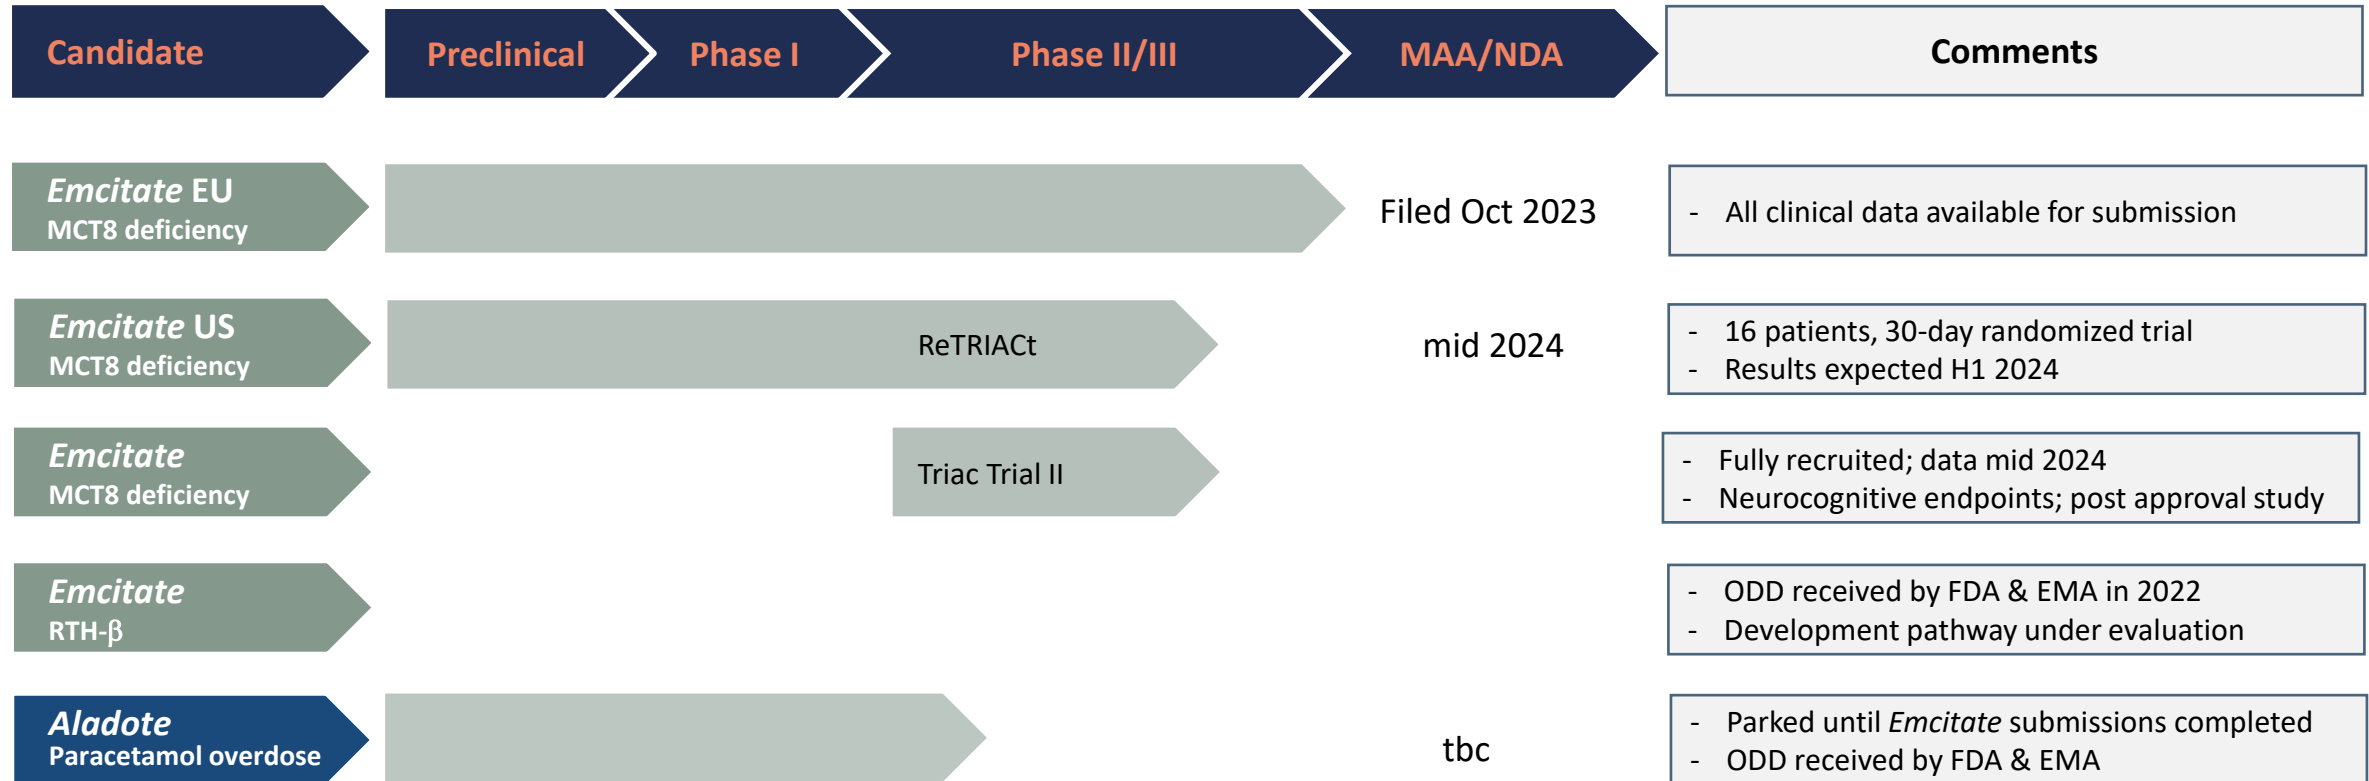 Candidate
Preclinical
Phase I
Phase II/III
MAA/NDA
Comments
Emcitate EU
MCT8 deficiency
Filed Oct 2023
- All clinical data available for submission
Emcitate US
MCT8 deficiency
ReTRIACt
mid 2024
- 16 patients, 30-day randomized trial
- Results expected H1 2024
Emcitate
MCT8 deficiency
Triac Trial II
- Fully recruited; data mid 2024
- Neurocognitive endpoints; post approval study
Emcitate
RTH-β
- ODD received by FDA & EMA in 2022
- Development pathway under evaluation
Aladote
Paracetamol overdose
tbc
- Parked until Emcitate submissions completed
- ODD received by FDA & EMA